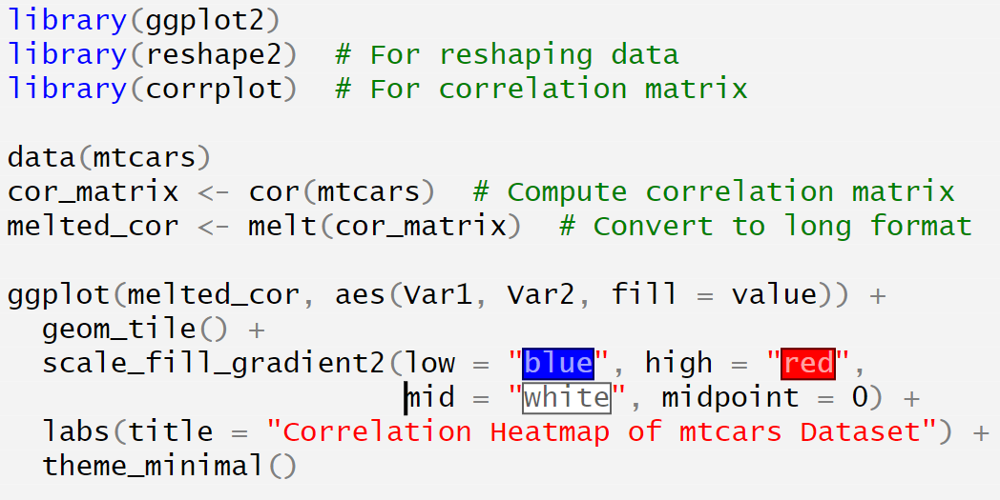 library(ggplot2)
library(reshape2)  # For reshaping data
library(corrplot)  # For correlation matrix

data(mtcars)
cor_matrix <- cor(mtcars)  # Compute correlation matrix
melted_cor <- melt(cor_matrix)  # Convert to long format

ggplot(melted_cor, aes(Var1, Var2, fill = value)) +
  geom_tile() +
  scale_fill_gradient2(low = "blue", high = "red",
                       mid = "white", midpoint = 0) +
  labs(title = "Correlation Heatmap of mtcars Dataset") +
  theme_minimal()